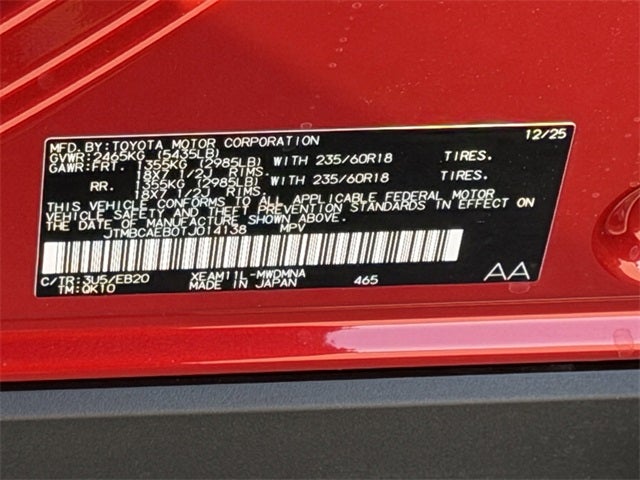 MFD. BY: TOYOTA MOTOR CORPORATION 12/25
GVWR: 2465KG (5435LB)
GAWR: FRT. 1355KG (2985LB) WITH 235/60R18 TIRES.
18X7 1/2J RIMS.
RR. 1355KG (2985LB) WITH 235/60R18 TIRES.
18X7 1/2J RIMS.
THIS VEHICLE CONFORMS TO ALL APPLICABLE FEDERAL MOTOR
VEHICLE SAFETY AND THEFT PREVENTION STANDARDS IN EFFECT ON
THE DATE OF MANUFACTURE SHOWN ABOVE.
JTMBCAEB0TJ014138 MPV
C/TR: 3U5/EB20 XEAM11L-MWDMNA
TM: QK10 MADE IN JAPAN 465 AA